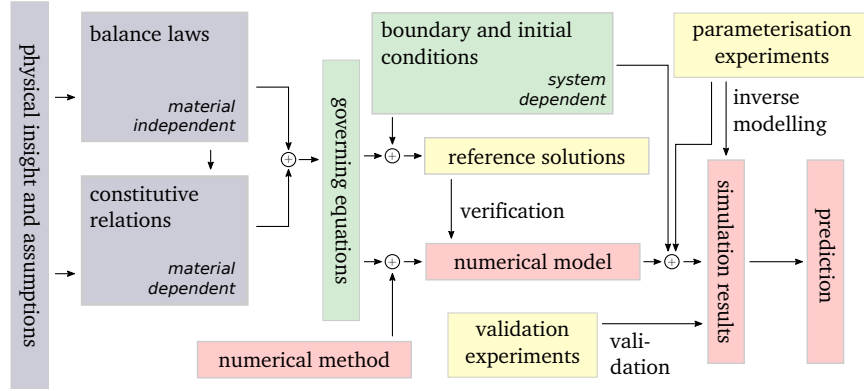 physical insight and assumptions
balance laws
material
independent
constitutive
relations
material
dependent
governing equations
boundary and initial
conditions
system
dependent
reference solutions
verification
numerical model
numerical method
validation
experiments
vali-
dation
parameterisation
experiments
inverse
modelling
simulation results
prediction